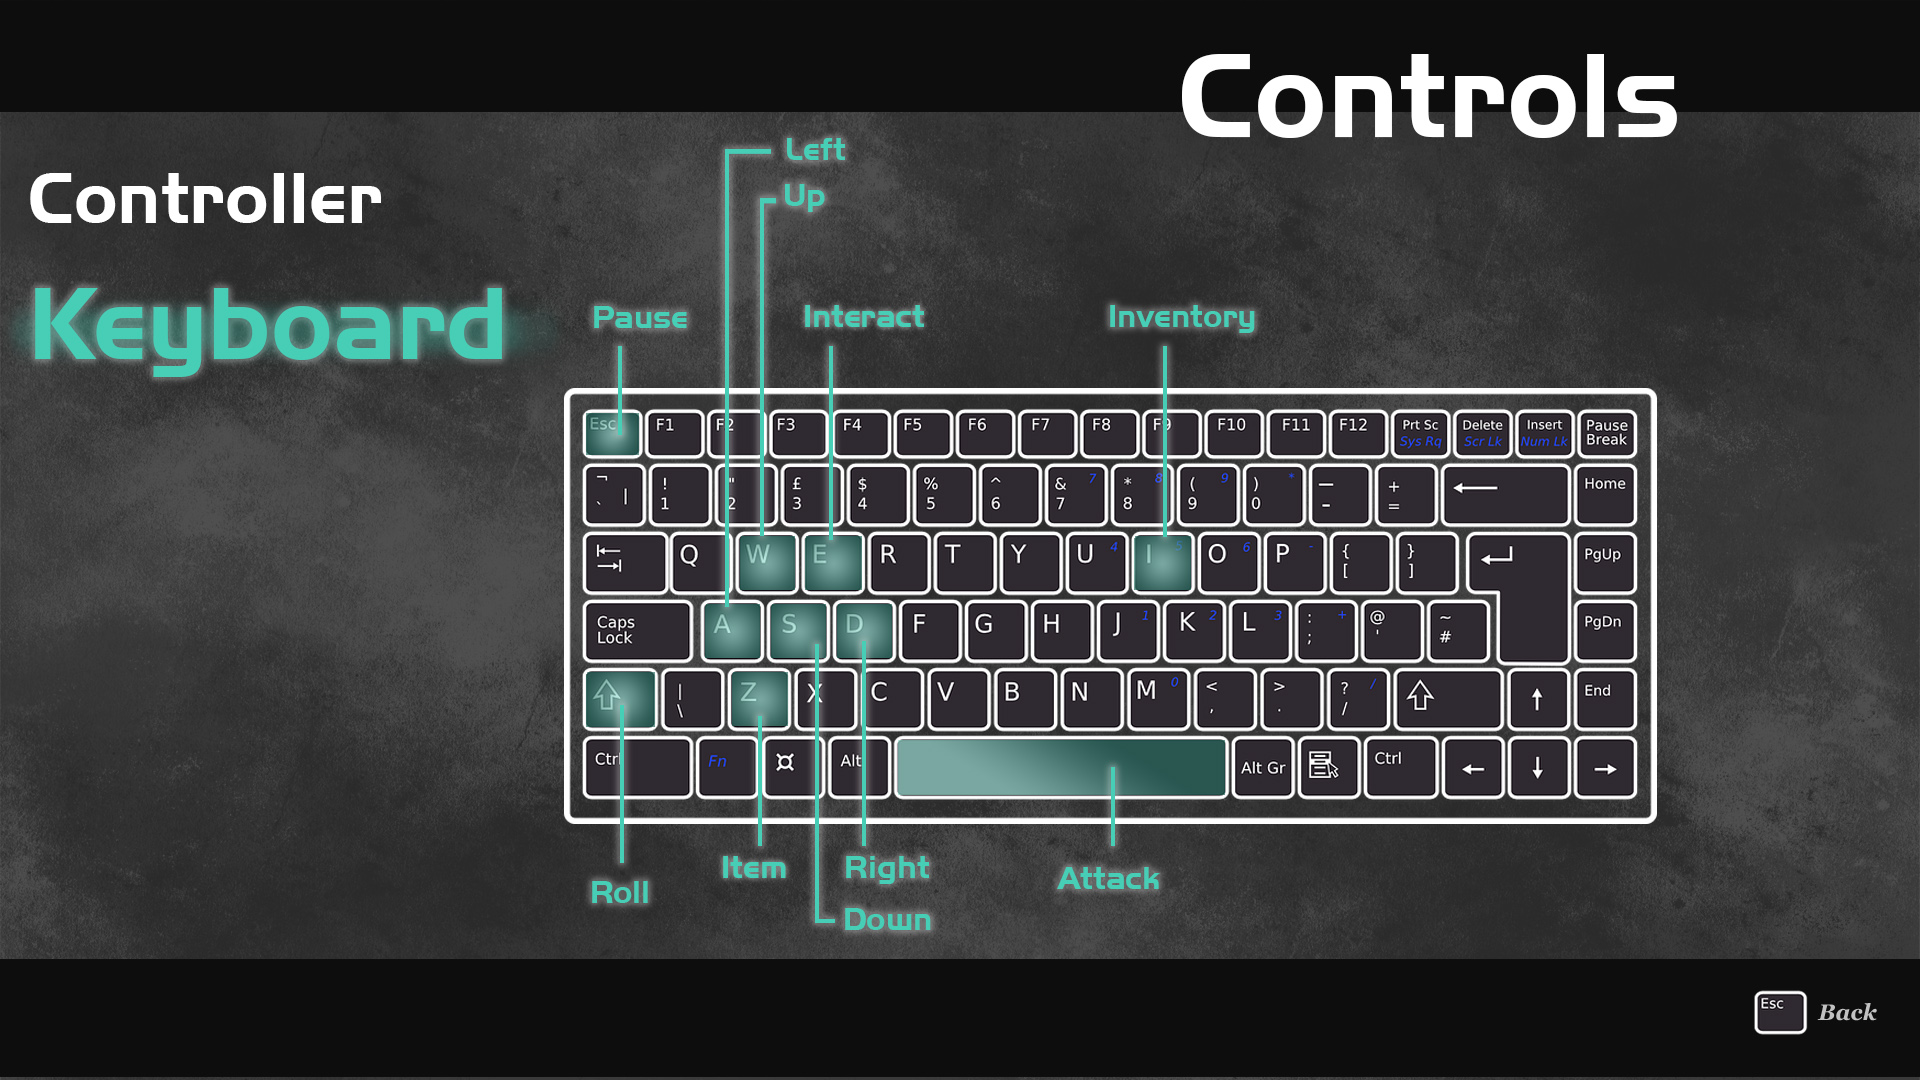 Controls
Controller
Keyboard
Left
Up
Pause
Interact
Inventory
Esc F1 F2 F3 F4 F5 F6 F7 F8 F9 F10 F11 F12 Prt Sc Sys Rq Delete Scr Lk Insert Num Lk Pause Break
¬ ` | ! 1 " 2 £ 3 $ 4 % 5 ^ 6 & 7 7 * 8 8 ( 9 9 ) 0 * — - + = ← Home
Q W E R T Y U 4 I 5 O 6 P - { [ } ] PgUp
Caps Lock A S D F G H J 1 K 2 L 3 : ; + @ ' ~ # PgDn
| \ Z X C V B N M 0 < , > . ? / / ↑ End
Ctrl Fn Alt Alt Gr Ctrl ← ↓ →
Item
Right
Attack
Roll
Down
Esc Back